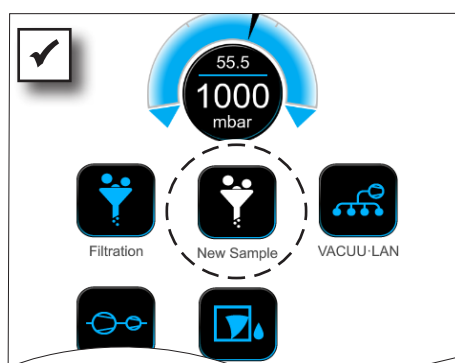 55.5
1000
mbar
Filtration
New Sample
VACUU·LAN